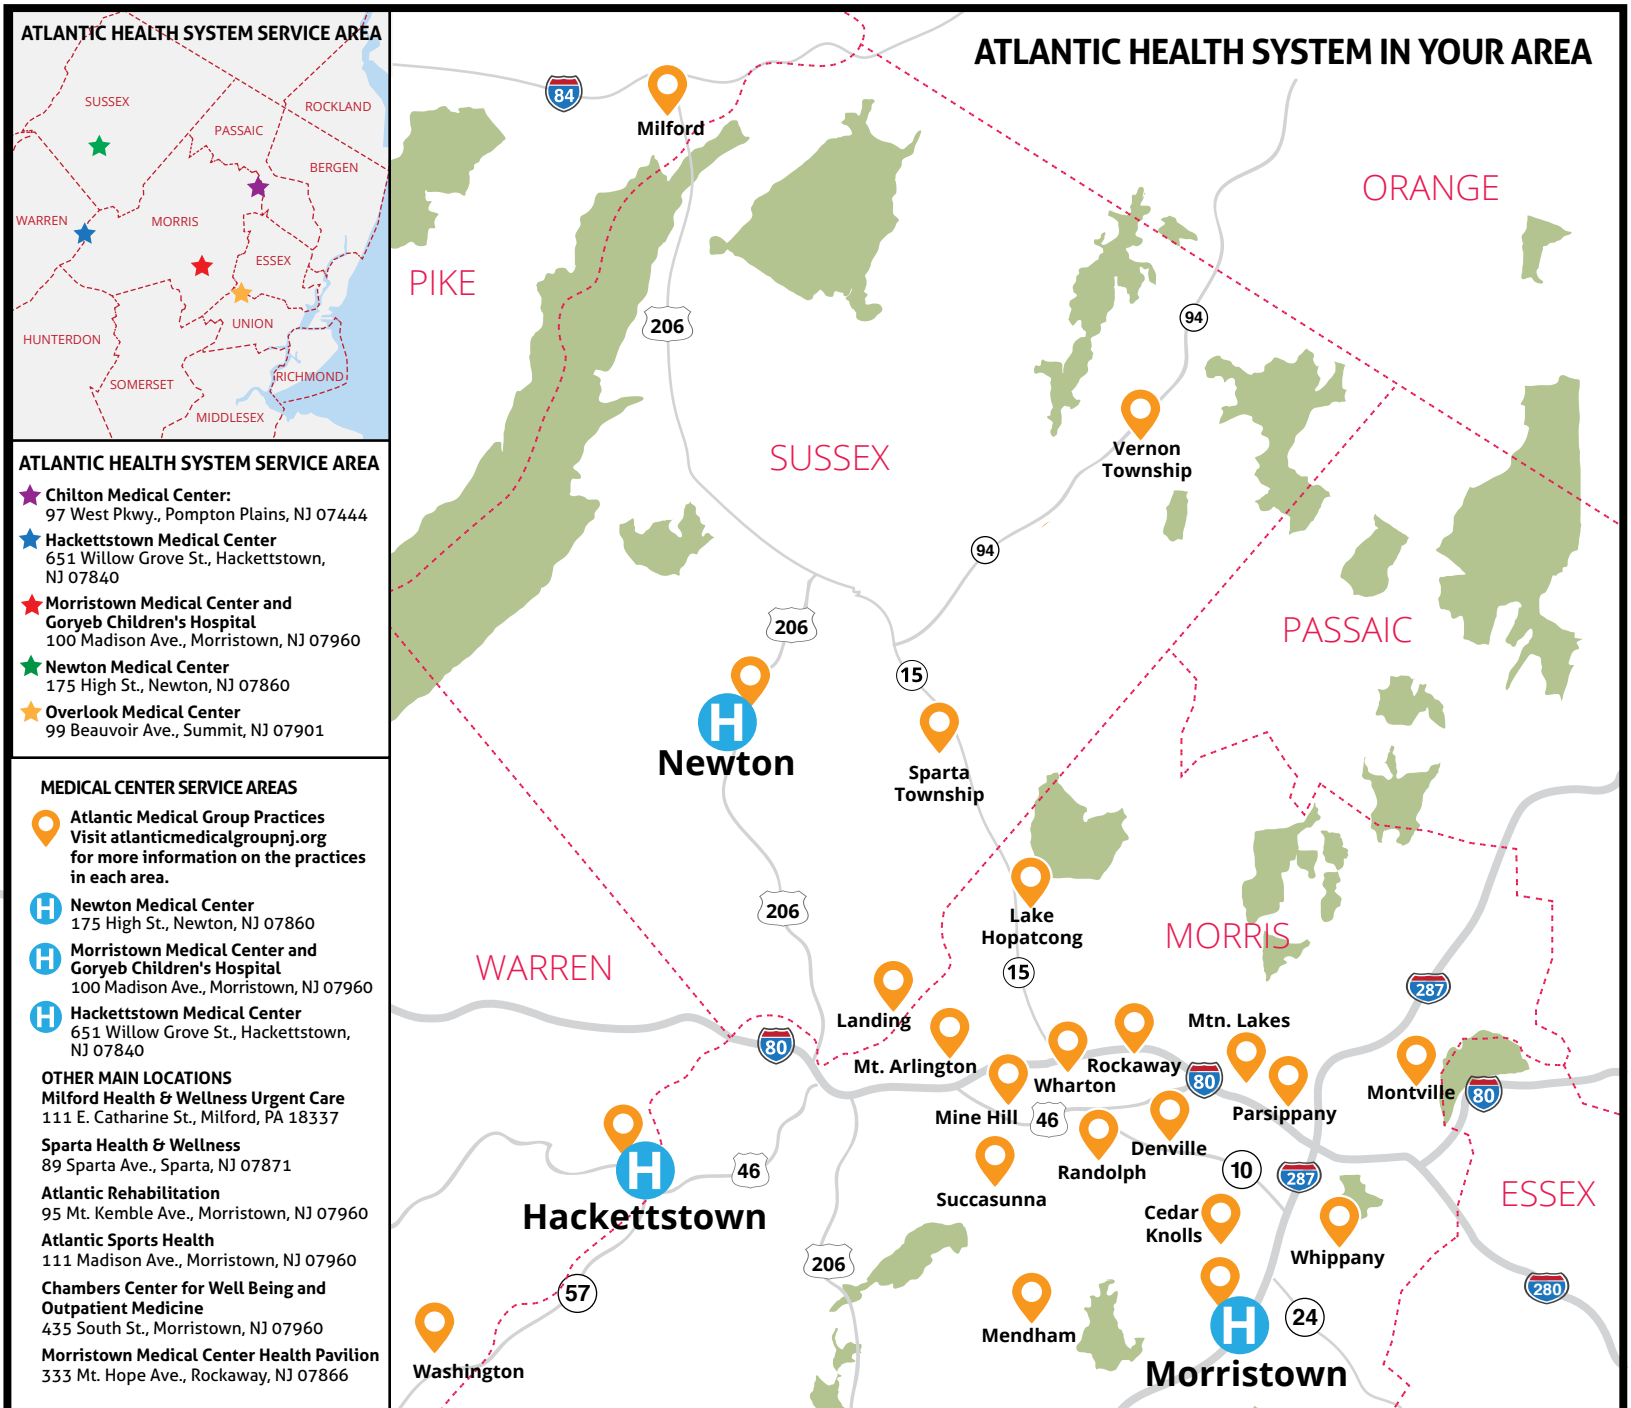 ATLANTIC HEALTH SYSTEM SERVICE AREA
SUSSEX
ROCKLAND
PASSAIC
BERGEN
WARREN
MORRIS
ESSEX
UNION
HUNTERDON
RICHMOND
SOMERSET
MIDDLESEX
ATLANTIC HEALTH SYSTEM SERVICE AREA
Chilton Medical Center:
97 West Pkwy., Pompton Plains, NJ 07444
Hackettstown Medical Center
651 Willow Grove St., Hackettstown,
NJ 07840
Morristown Medical Center and
Goryeb Children's Hospital
100 Madison Ave., Morristown, NJ 07960
Newton Medical Center
175 High St., Newton, NJ 07860
Overlook Medical Center
99 Beauvoir Ave., Summit, NJ 07901
MEDICAL CENTER SERVICE AREAS
Atlantic Medical Group Practices
Visit atlanticmedicalgroupnj.org
for more information on the practices
in each area.
H
Newton Medical Center
175 High St., Newton, NJ 07860
H
Morristown Medical Center and
Goryeb Children's Hospital
100 Madison Ave., Morristown, NJ 07960
H
Hackettstown Medical Center
651 Willow Grove St., Hackettstown,
NJ 07840
OTHER MAIN LOCATIONS
Milford Health & Wellness Urgent Care
111 E. Catharine St., Milford, PA 18337
Sparta Health & Wellness
89 Sparta Ave., Sparta, NJ 07871
Atlantic Rehabilitation
95 Mt. Kemble Ave., Morristown, NJ 07960
Atlantic Sports Health
111 Madison Ave., Morristown, NJ 07960
Chambers Center for Well Being and
Outpatient Medicine
435 South St., Morristown, NJ 07960
Morristown Medical Center Health Pavilion
333 Mt. Hope Ave., Rockaway, NJ 07866
ATLANTIC HEALTH SYSTEM IN YOUR AREA
84
Milford
ORANGE
PIKE
206
94
SUSSEX
Vernon
Township
94
206
PASSAIC
15
H
Newton
Sparta
Township
206
Lake
Hopatcong
MORRIS
WARREN
15
287
Landing
Mtn. Lakes
80
Mt. Arlington
Rockaway
Wharton
80
Montville
80
Mine Hill
46
Parsippany
Denville
Randolph
H
46
10
287
Succasunna
ESSEX
Hackettstown
Cedar
Knolls
Whippany
206
57
280
24
H
Mendham
Washington
Morristown